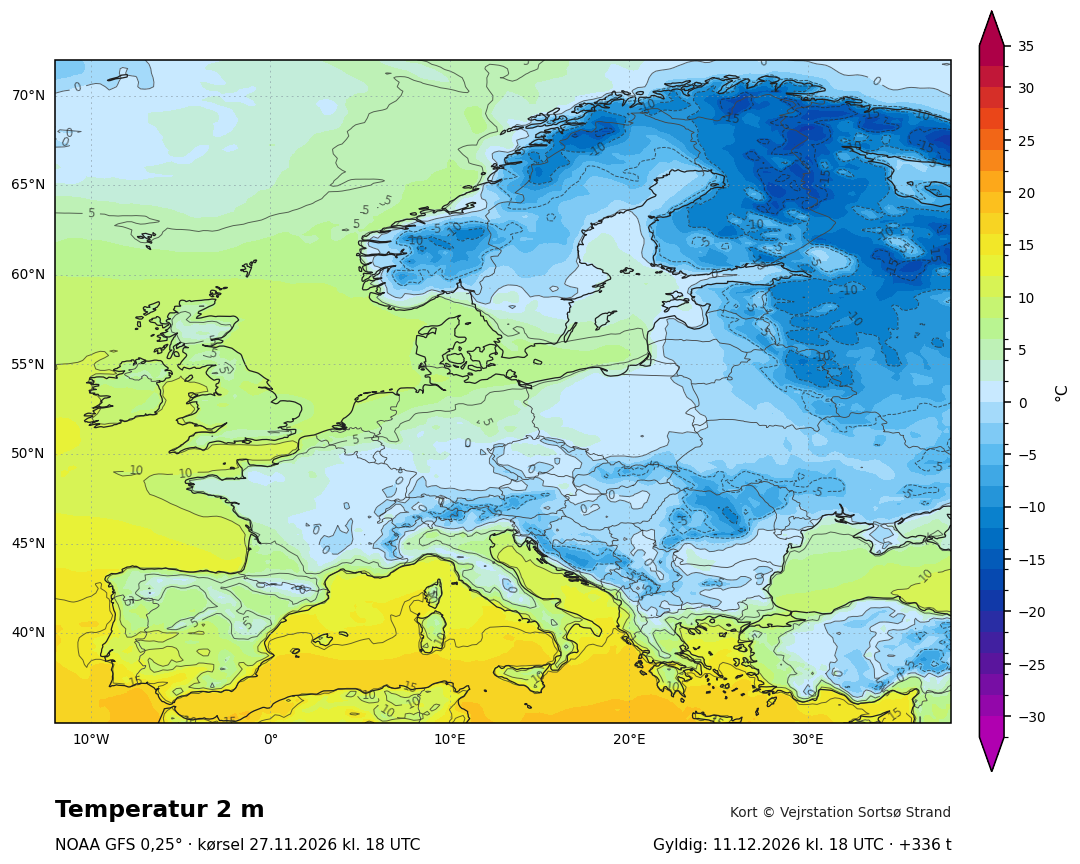 35
30
25
20
15
10
5
0
−5
−10
−15
−20
−25
−30
°C
70°N
65°N
60°N
55°N
50°N
45°N
40°N
10°W
0°
10°E
20°E
30°E
Temperatur 2 m
Kort © Vejrstation Sortsø Strand
NOAA GFS 0,25° · kørsel 27.11.2026 kl. 18 UTC
Gyldig: 11.12.2026 kl. 18 UTC · +336 t